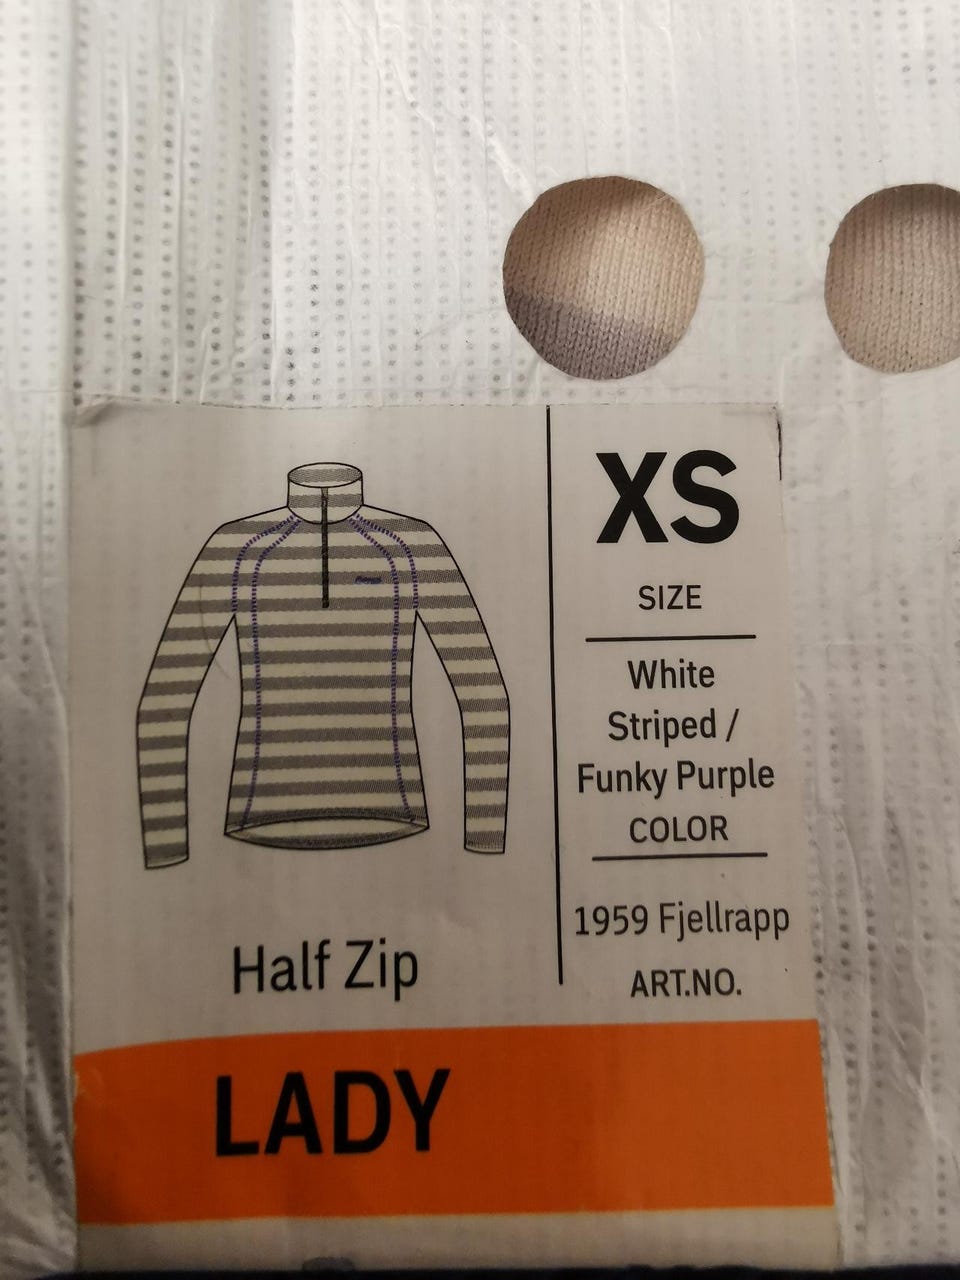 XS
SIZE
White
Striped /
Funky Purple
COLOR
1959 Fjellrapp
ART.NO.
Half Zip
LADY